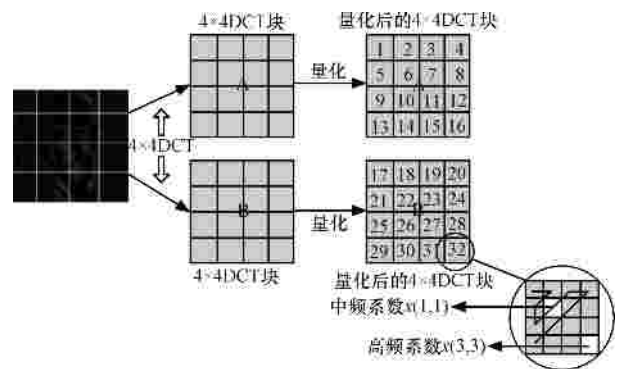 4×4DCT块
量化后的4×4DCT块
1 2 3 4
5 6 7 8
9 10 11 12
13 14 15 16
A
量化
4×4DCT
B
量化
17 18 19 20
21 22 23 24
25 26 27 28
29 30 31 32
4×4DCT块
量化后的4×4DCT块
中频系数x(1,1)
高频系数x(3,3)